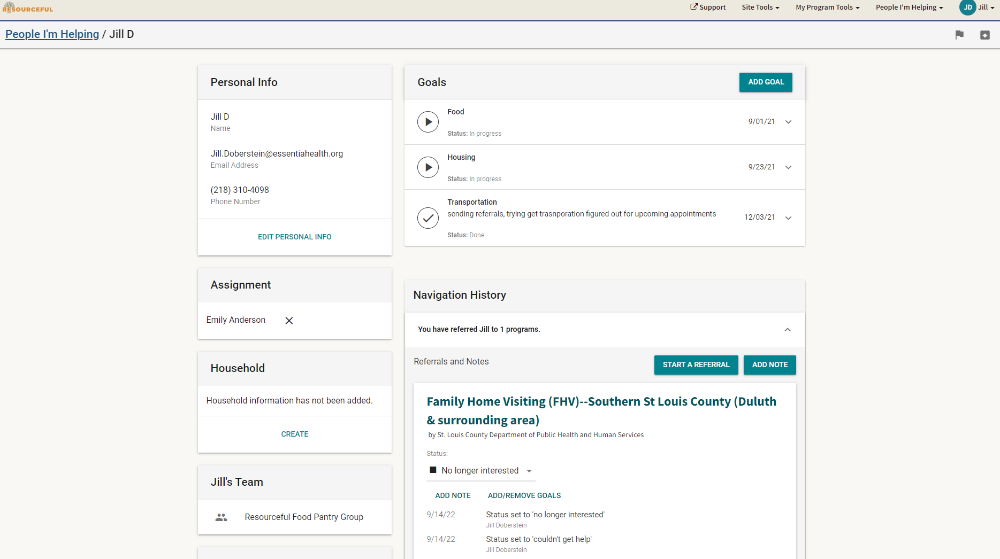 RESOURCEFUL
Support
Site Tools
My Program Tools
People I'm Helping
JD
Jill
People I'm Helping / Jill D
Personal Info
Jill D
Name
Jill.Doberstein@essentiahealth.org
Email Address
(218) 310-4098
Phone Number
EDIT PERSONAL INFO
Assignment
Emily Anderson
Household
Household information has not been added.
CREATE
Jill's Team
Resourceful Food Pantry Group
Goals
ADD GOAL
Food
Status: In progress
9/01/21
Housing
Status: In progress
9/23/21
Transportation
sending referrals, trying get trasnporation figured out for upcoming appointments
Status: Done
12/03/21
Navigation History
You have referred Jill to 1 programs.
Referrals and Notes
START A REFERRAL
ADD NOTE
Family Home Visiting (FHV)--Southern St Louis County (Duluth
& surrounding area)
by St. Louis County Department of Public Health and Human Services
Status:
No longer interested
ADD NOTE
ADD/REMOVE GOALS
9/14/22
Status set to 'no longer interested'
Jill Doberstein
9/14/22
Status set to 'couldn't get help'
Jill Doberstein